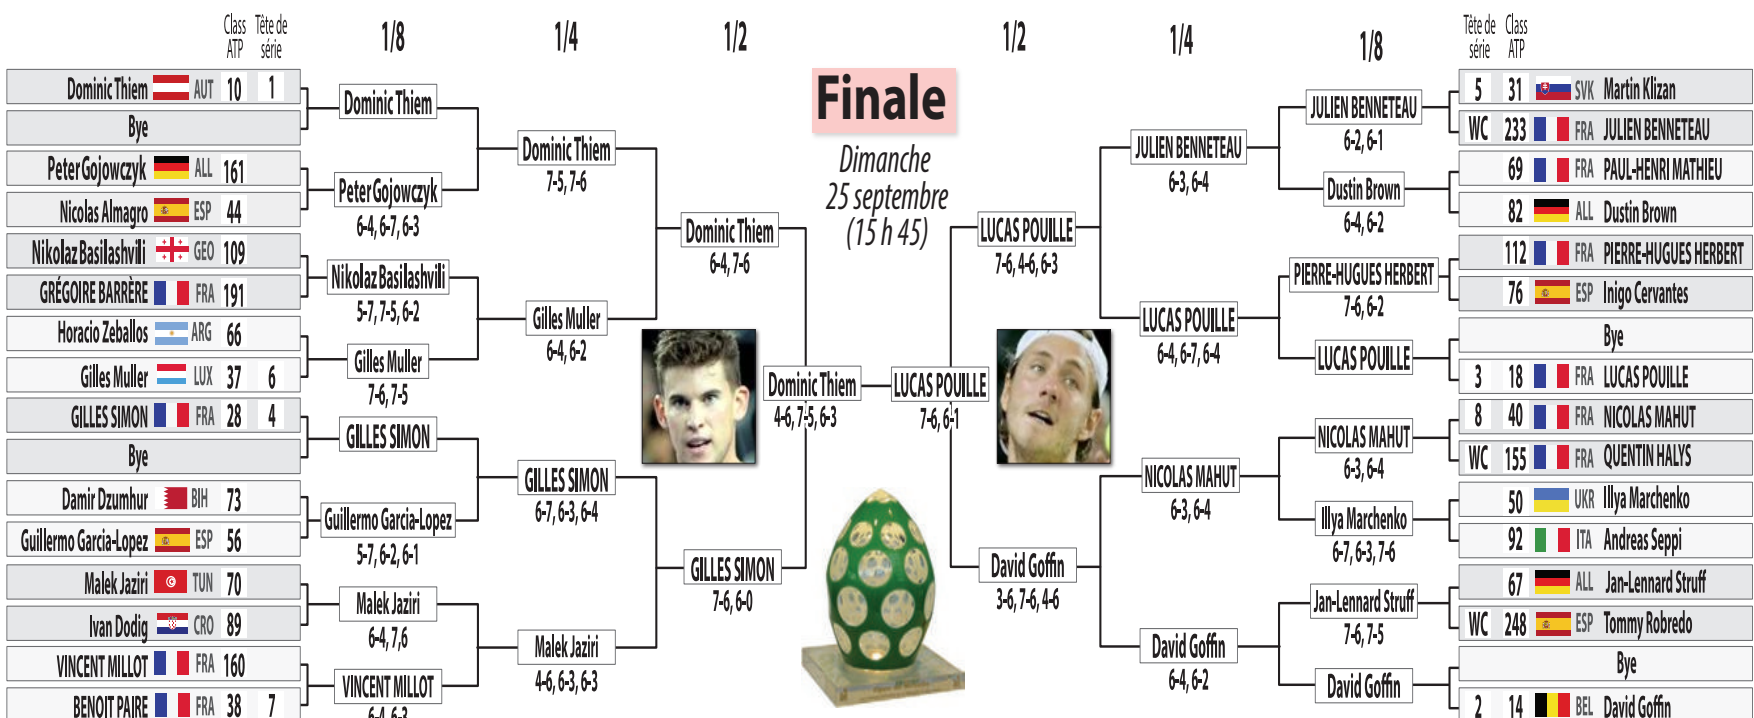 Class Tête de
ATP série
1/8
1/4
1/2
1/2
1/4
1/8
Tête de Class
série ATP
Dominic Thiem AUT 10 1
Bye
Peter Gojowczyk ALL 161
Nicolas Almagro ESP 44
Nikolaz Basilashvili GEO 109
GRÉGOIRE BARRÈRE FRA 191
Horacio Zeballos ARG 66
Gilles Muller LUX 37 6
GILLES SIMON FRA 28 4
Bye
Damir Dzumhur BIH 73
Guillermo Garcia-Lopez ESP 56
Malek Jaziri TUN 70
Ivan Dodig CRO 89
VINCENT MILLOT FRA 160
BENOIT PAIRE FRA 38 7
Dominic Thiem
Peter Gojowczyk
6-4, 6-7, 6-3
Nikolaz Basilashvili
5-7, 7-5, 6-2
Gilles Muller
7-6, 7-5
GILLES SIMON
Guillermo Garcia-Lopez
5-7, 6-2, 6-1
Malek Jaziri
6-4, 7,6
VINCENT MILLOT
6-4, 6-3
Dominic Thiem
7-5, 7-6
Gilles Muller
6-4, 6-2
GILLES SIMON
6-7, 6-3, 6-4
Malek Jaziri
4-6, 6-3, 6-3
Dominic Thiem
6-4, 7-6
GILLES SIMON
7-6, 6-0
Dominic Thiem
4-6, 7-5, 6-3
Finale
Dimanche
25 septembre
(15 h 45)
LUCAS POUILLE
7-6, 6-1
LUCAS POUILLE
7-6, 4-6, 6-3
David Goffin
3-6, 7-6, 4-6
JULIEN BENNETEAU
6-3, 6-4
LUCAS POUILLE
6-4, 6-7, 6-4
NICOLAS MAHUT
6-3, 6-4
David Goffin
6-4, 6-2
JULIEN BENNETEAU
6-2, 6-1
Dustin Brown
6-4, 6-2
PIERRE-HUGUES HERBERT
7-6, 6-2
LUCAS POUILLE
NICOLAS MAHUT
6-3, 6-4
Illya Marchenko
6-7, 6-3, 7-6
Jan-Lennard Struff
7-6, 7-5
David Goffin
5 31 SVK Martin Klizan
WC 233 FRA JULIEN BENNETEAU
69 FRA PAUL-HENRI MATHIEU
82 ALL Dustin Brown
112 FRA PIERRE-HUGUES HERBERT
76 ESP Inigo Cervantes
Bye
3 18 FRA LUCAS POUILLE
8 40 FRA NICOLAS MAHUT
WC 155 FRA QUENTIN HALYS
50 UKR Illya Marchenko
92 ITA Andreas Seppi
67 ALL Jan-Lennard Struff
WC 248 ESP Tommy Robredo
Bye
2 14 BEL David Goffin